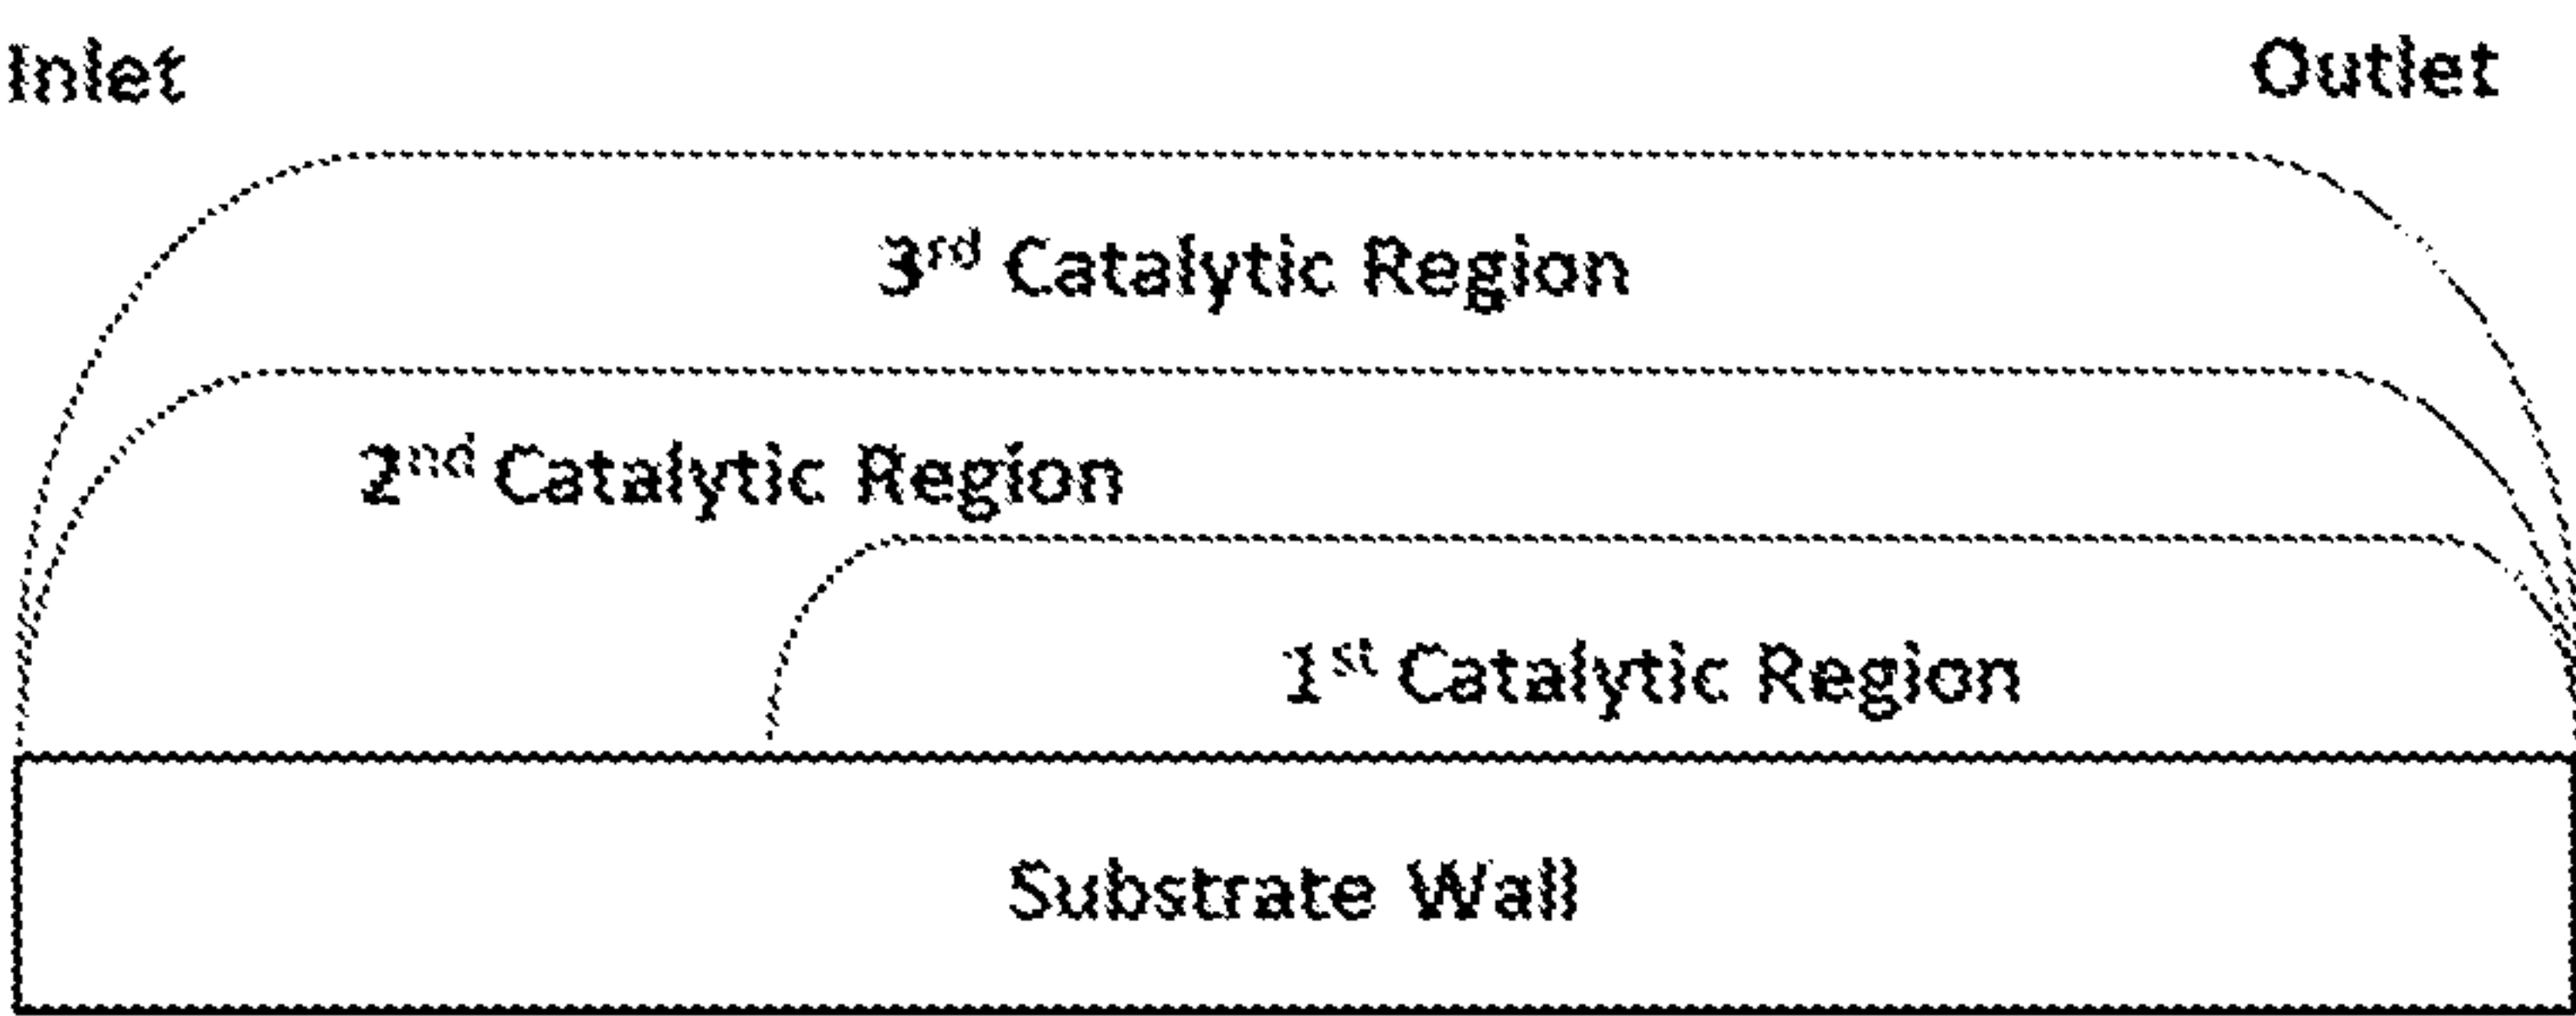 Inlet
Outlet
3rd Catalytic Region
2nd Catalytic Region
1st Catalytic Region
Substrate Wall